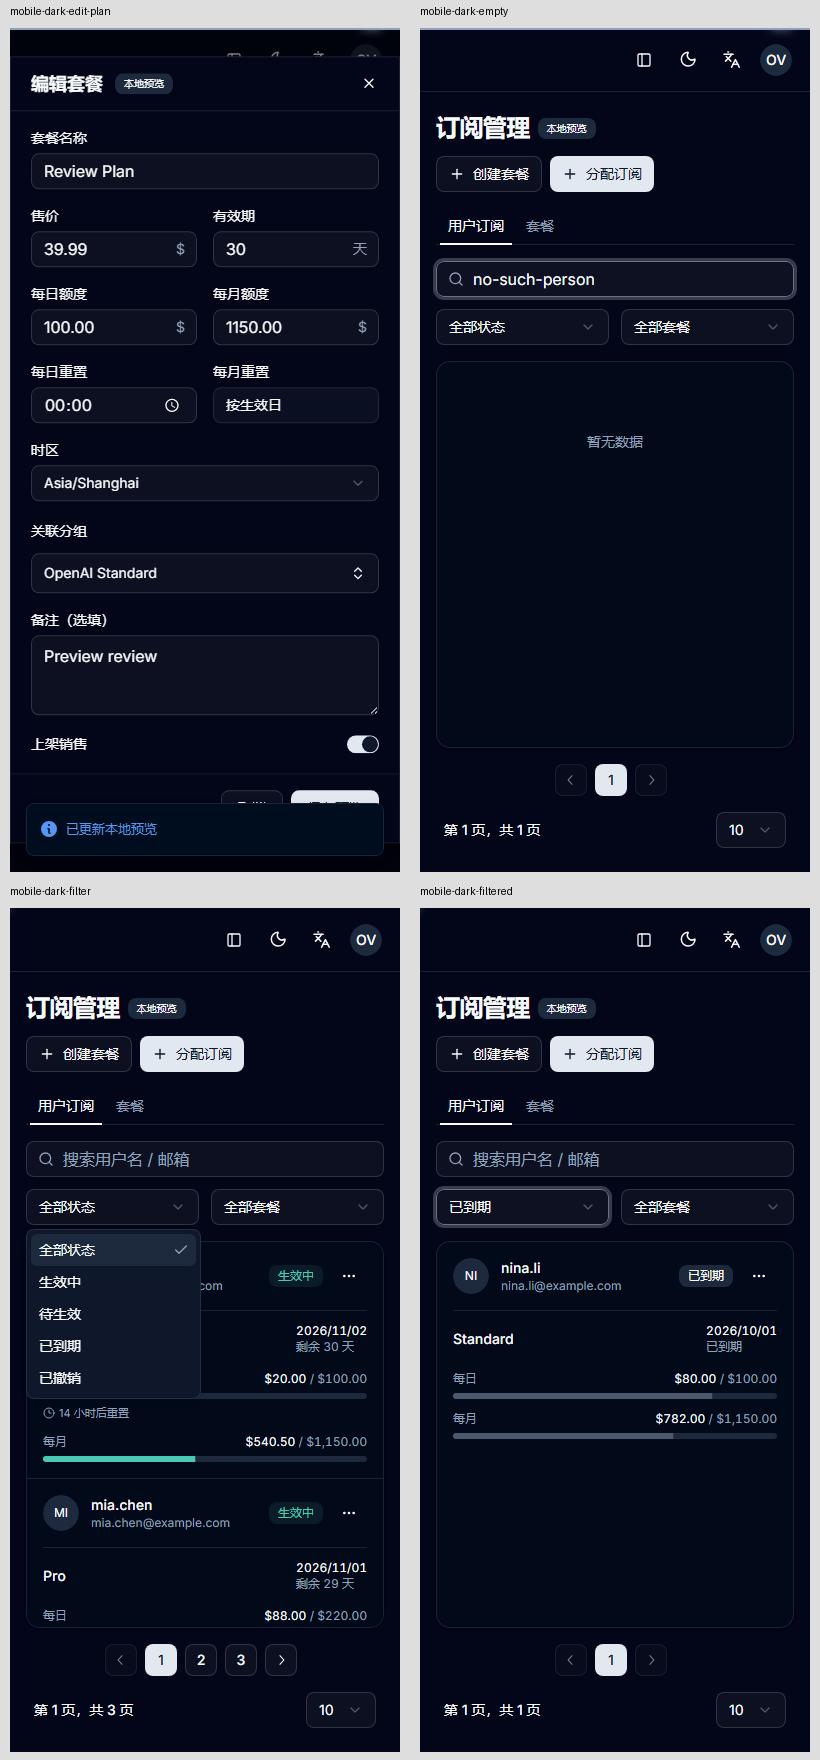 mobile-dark-edit-plan
编辑套餐 本地预览
套餐名称
Review Plan
售价 有效期
39.99 $ 30 天
每日额度 每月额度
100.00 $ 1150.00 $
每日重置 每月重置
00:00 按生效日
时区
Asia/Shanghai
关联分组
OpenAI Standard
备注（选填）
Preview review
上架销售
已更新本地预览
mobile-dark-empty
OV
订阅管理 本地预览
创建套餐 分配订阅
用户订阅 套餐
no-such-person
全部状态 全部套餐
暂无数据
1
第 1 页，共 1 页 10
mobile-dark-filter
OV
订阅管理 本地预览
创建套餐 分配订阅
用户订阅 套餐
搜索用户名 / 邮箱
全部状态 全部套餐
全部状态
生效中
待生效
已到期
已撤销
com 生效中
2026/11/02
剩余 30 天
$20.00 / $100.00
14 小时后重置
每月 $540.50 / $1,150.00
MI mia.chen 生效中
mia.chen@example.com
Pro 2026/11/01
剩余 29 天
每日 $88.00 / $220.00
1 2 3
第 1 页，共 3 页 10
mobile-dark-filtered
OV
订阅管理 本地预览
创建套餐 分配订阅
用户订阅 套餐
搜索用户名 / 邮箱
已到期 全部套餐
NI nina.li 已到期
nina.li@example.com
Standard 2026/10/01
已到期
每日 $80.00 / $100.00
每月 $782.00 / $1,150.00
1
第 1 页，共 1 页 10